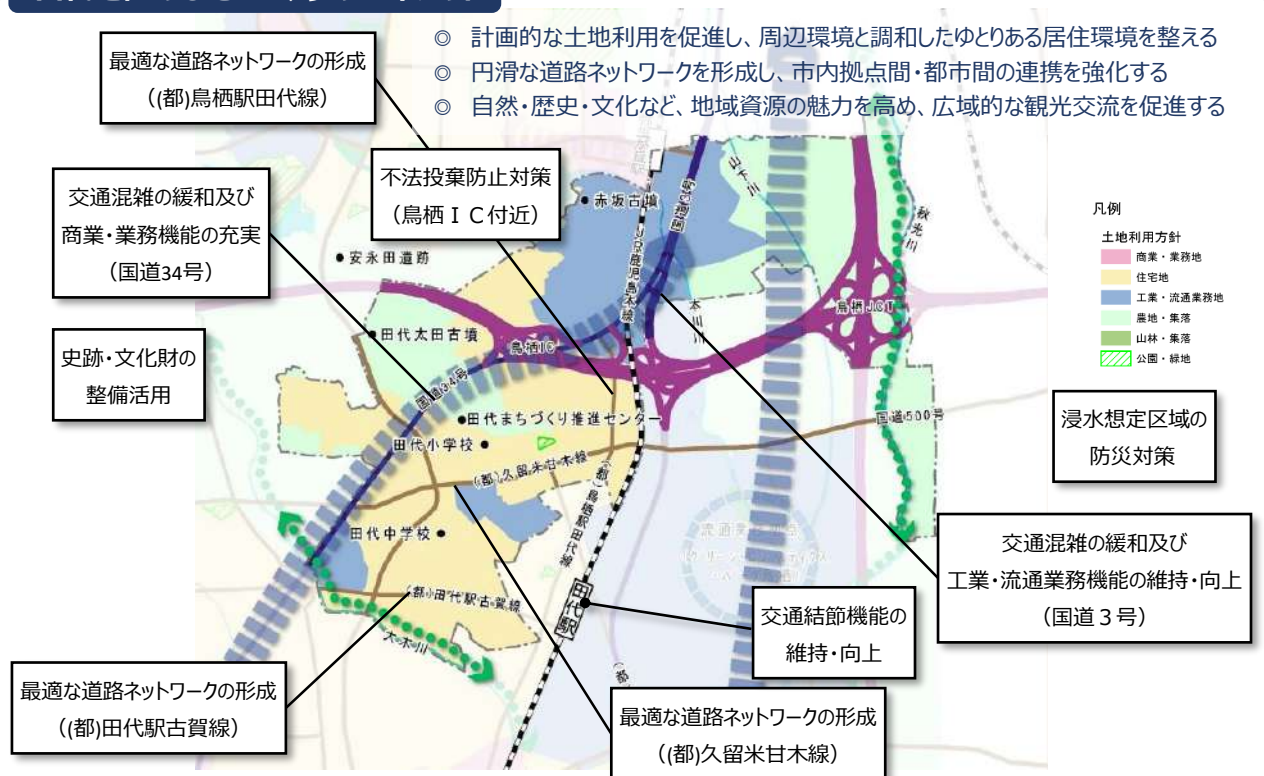 ◎ 計画的な土地利用を促進し、周辺環境と調和したゆとりある居住環境を整える
◎ 円滑な道路ネットワークを形成し、市内拠点間・都市間の連携を強化する
◎ 自然・歴史・文化など、地域資源の魅力を高め、広域的な観光交流を促進する
最適な道路ネットワークの形成
((都)鳥栖駅田代線)
不法投棄防止対策
(鳥栖IC付近)
交通混雑の緩和及び
商業・業務機能の充実
(国道34号)
史跡・文化財の
整備活用
赤坂古墳
安永田遺跡
田代太田古墳
国道3号
JR鹿児島本線
山下川
秋光川
本川川
鳥栖JCT
鳥栖IC
国道34号
田代まちづくり推進センター
田代小学校
国道500号
(都)久留米甘木線
(都)鳥栖駅田代線
田代中学校
(都)田代駅古賀線
大木川
田代駅
(都)
凡例
土地利用方針
商業・業務地
住宅地
工業・流通業務地
農地・集落
山林・集落
公園・緑地
浸水想定区域の
防災対策
交通混雑の緩和及び
工業・流通業務機能の維持・向上
(国道3号)
交通結節機能の
維持・向上
最適な道路ネットワークの形成
((都)田代駅古賀線)
最適な道路ネットワークの形成
((都)久留米甘木線)